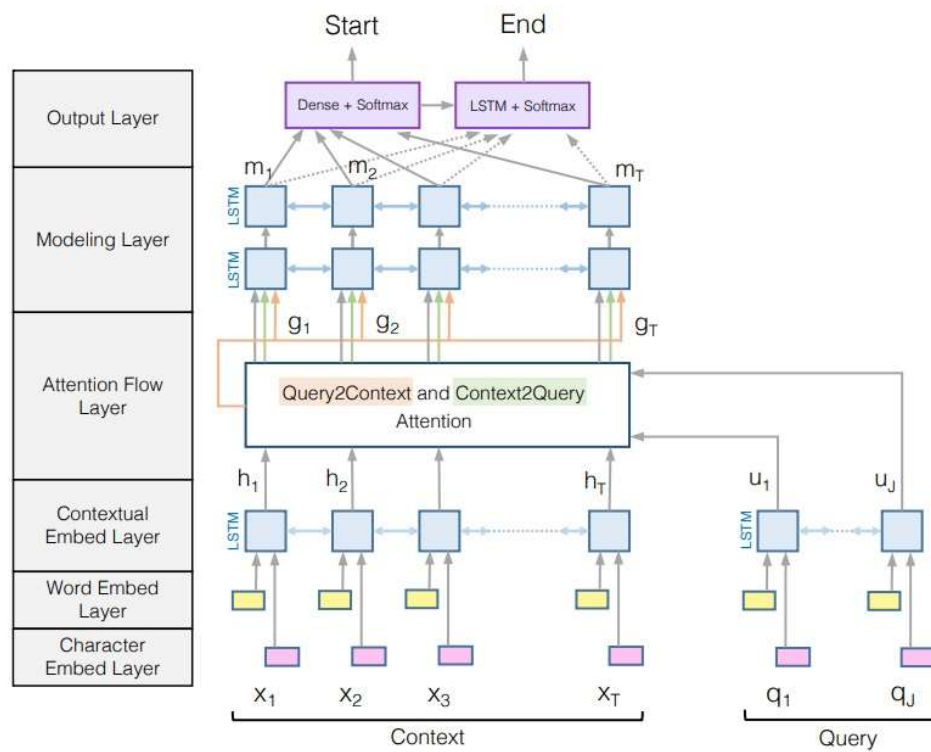 Start End
Output Layer
Dense + Softmax LSTM + Softmax
m1 m2 mT
LSTM
Modeling Layer
LSTM
g1 g2 gT
Attention Flow
Layer
Query2Context and Context2Query
Attention
h1 h2 hT u1 uJ
Contextual
Embed Layer
LSTM LSTM
Word Embed
Layer
Character
Embed Layer
x1 x2 x3 xT q1 qJ
Context Query